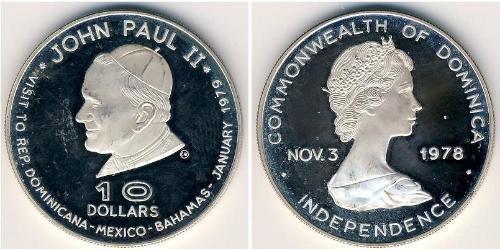 JOHN PAUL II
VISIT TO REP. DOMINICANA-MEXICO-BAHAMAS-JANUARY 1979
10
DOLLARS
COMMONWEALTH OF DOMINICA
NOV. 3 1978
INDEPENDENCE